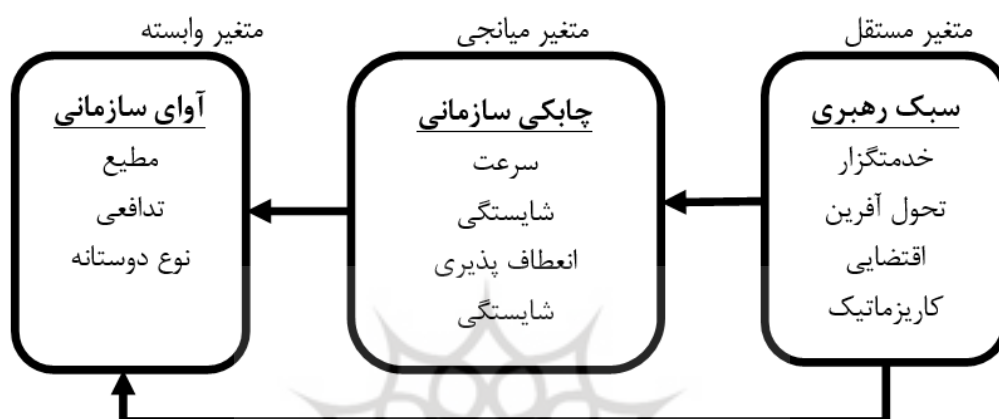 متغیر مستقل
سبک رهبری
خدمتگزار
تحول آفرین
اقتضایی
کاریزماتیک
متغیر میانجی
چابکی سازمانی
سرعت
شایستگی
انعطاف پذیری
شایستگی
متغیر وابسته
آوای سازمانی
مطیع
تدافعی
نوع دوستانه